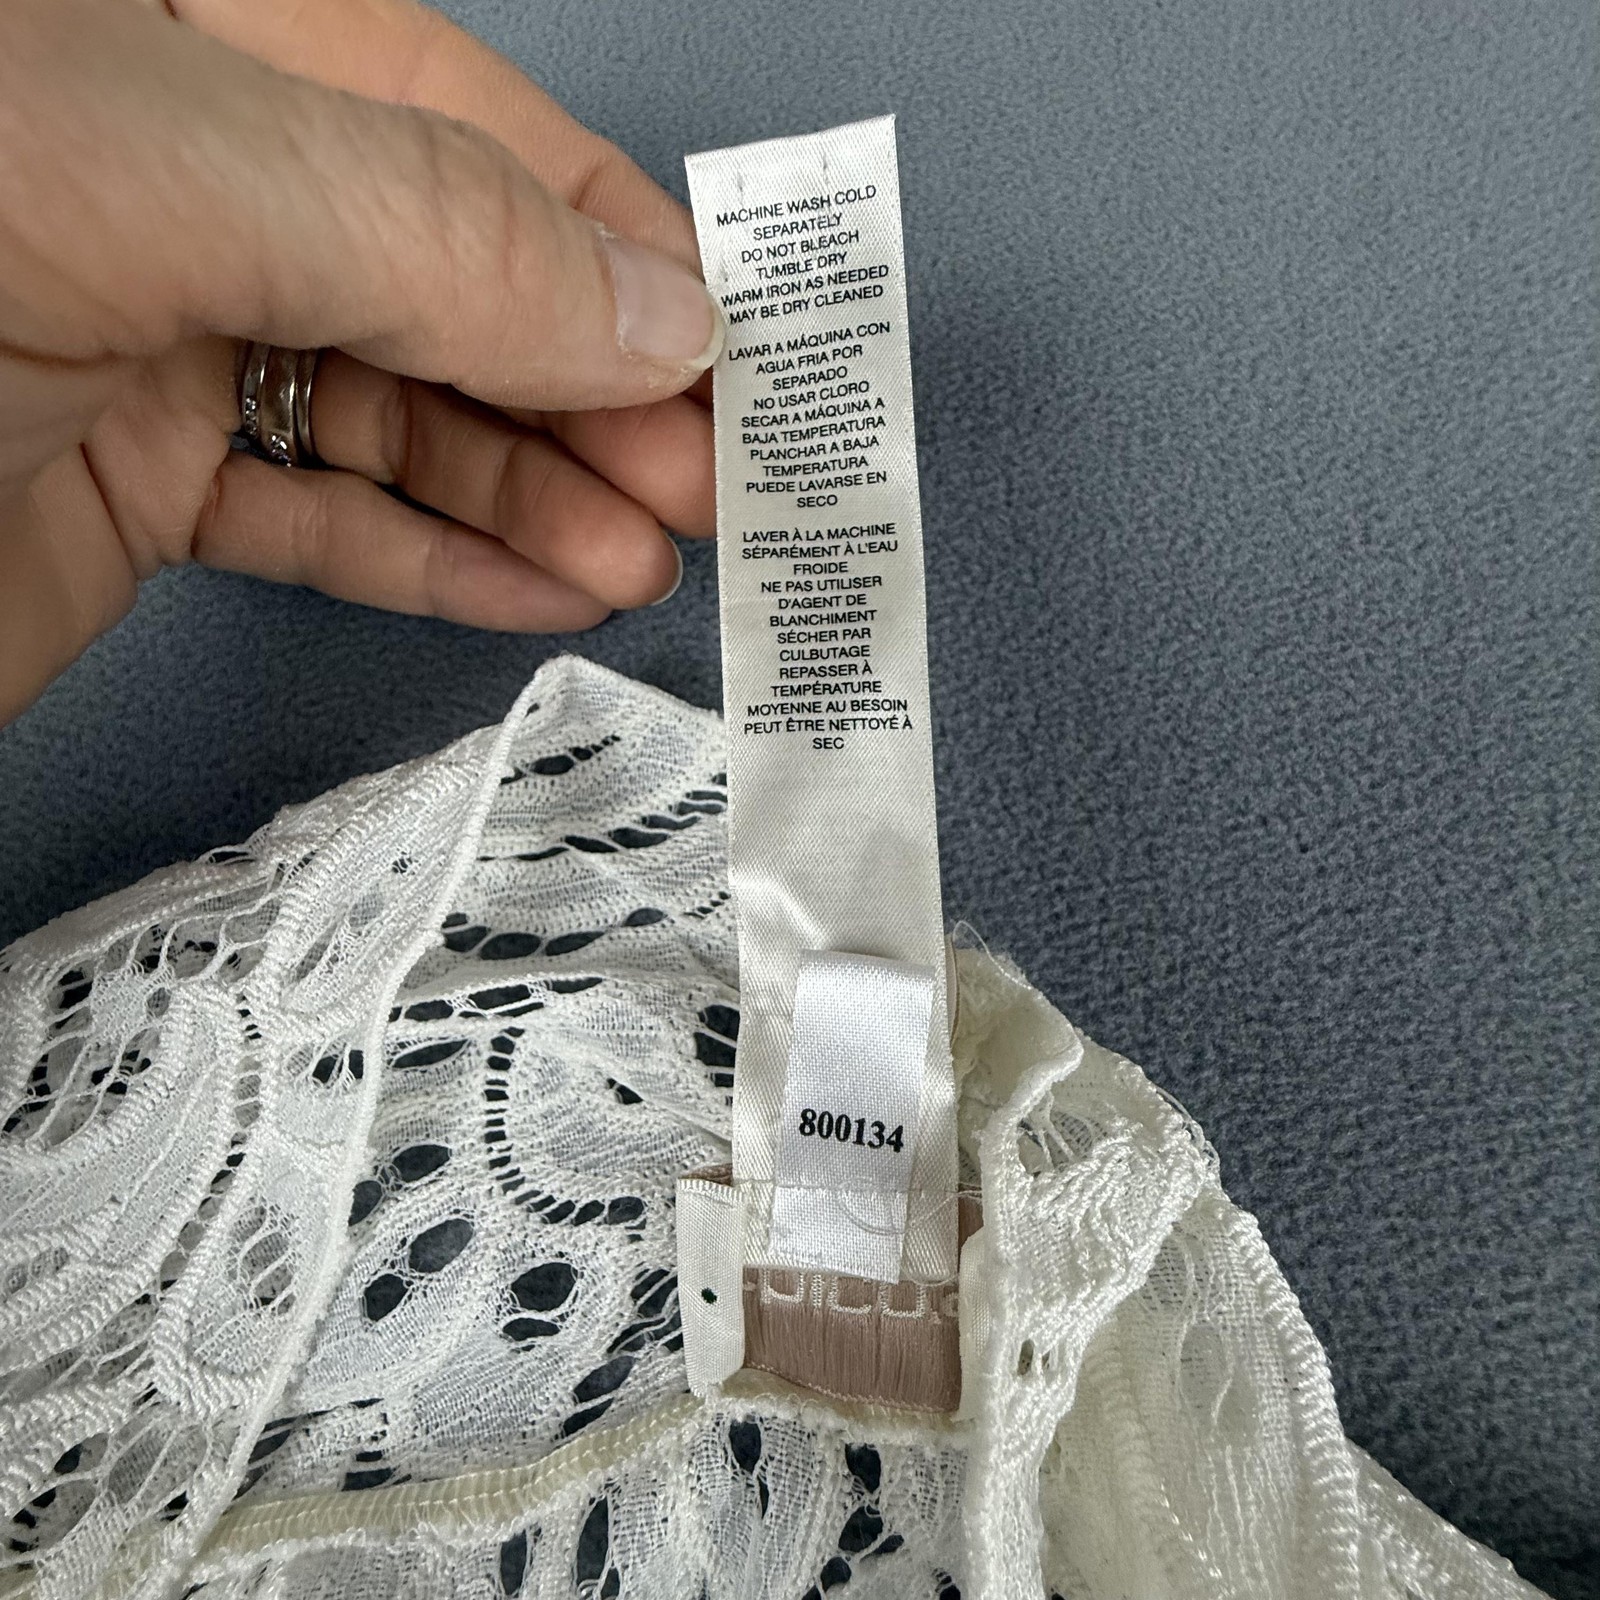 MACHINE WASH COLD
SEPARATELY
DO NOT BLEACH
TUMBLE DRY
WARM IRON AS NEEDED
MAY BE DRY CLEANED
LAVAR A MÁQUINA CON
AGUA FRIA POR
SEPARADO
NO USAR CLORO
SECAR A MÁQUINA A
BAJA TEMPERATURA
PLANCHAR A BAJA
TEMPERATURA
PUEDE LAVARSE EN
SECO
LAVER À LA MACHINE
SÉPARÉMENT À L'EAU
FROIDE
NE PAS UTILISER
D'AGENT DE
BLANCHIMENT
SÉCHER PAR
CULBUTAGE
REPASSER À
TEMPÉRATURE
MOYENNE AU BESOIN
PEUT ÊTRE NETTOYÉ À
SEC
800134